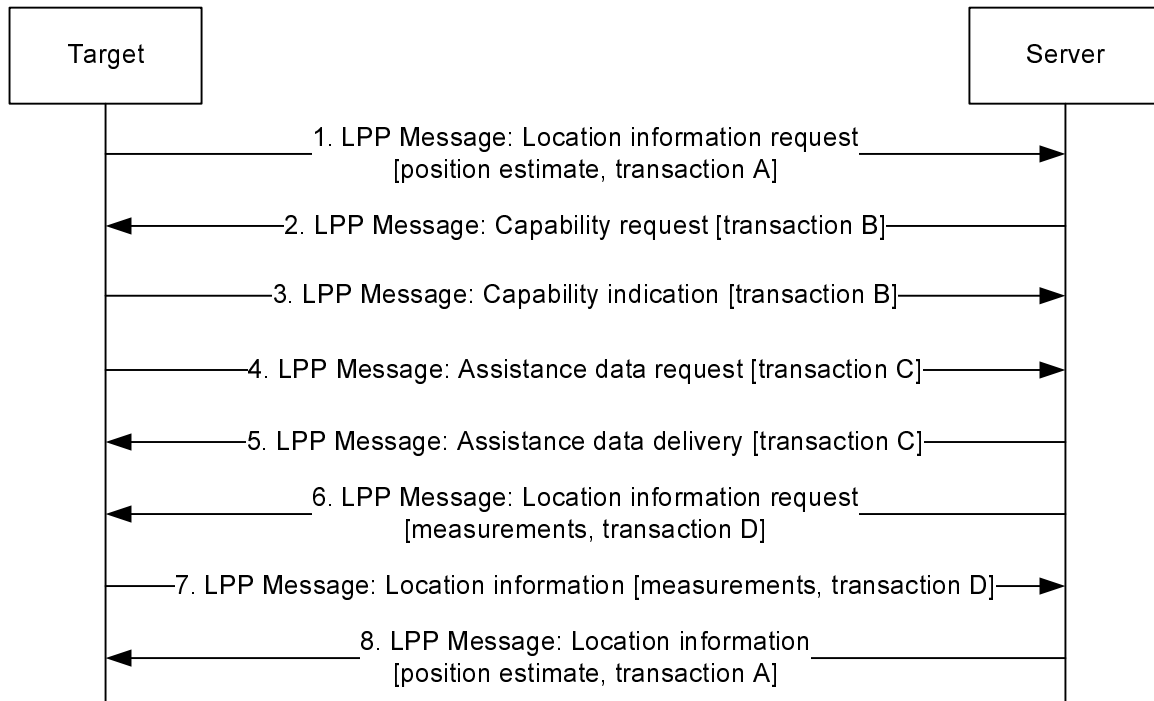 Target
Server
1. LPP Message: Location information request
[position estimate, transaction A]
2. LPP Message: Capability request [transaction B]
3. LPP Message: Capability indication [transaction B]
4. LPP Message: Assistance data request [transaction C]
5. LPP Message: Assistance data delivery [transaction C]
6. LPP Message: Location information request
[measurements, transaction D]
7. LPP Message: Location information [measurements, transaction D]
8. LPP Message: Location information
[position estimate, transaction A]